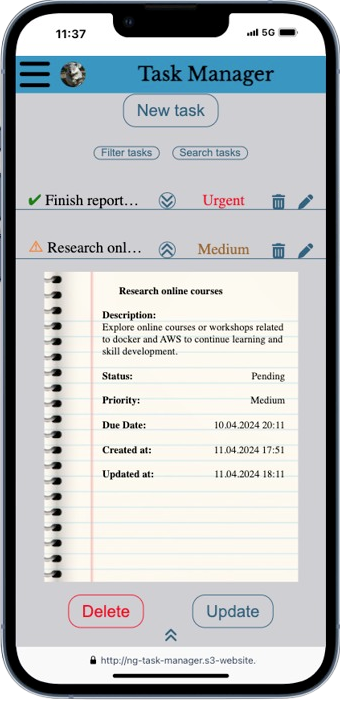 11:37
5G
Task Manager
New task
Filter tasks Search tasks
Finish report... Urgent
Research onl... Medium
Research online courses
Description:
Explore online courses or workshops related
to docker and AWS to continue learning and
skill development.
Status: Pending
Priority: Medium
Due Date: 10.04.2024 20:11
Created at: 11.04.2024 17:51
Updated at: 11.04.2024 18:11
Delete Update
http://ng-task-manager.s3-website.